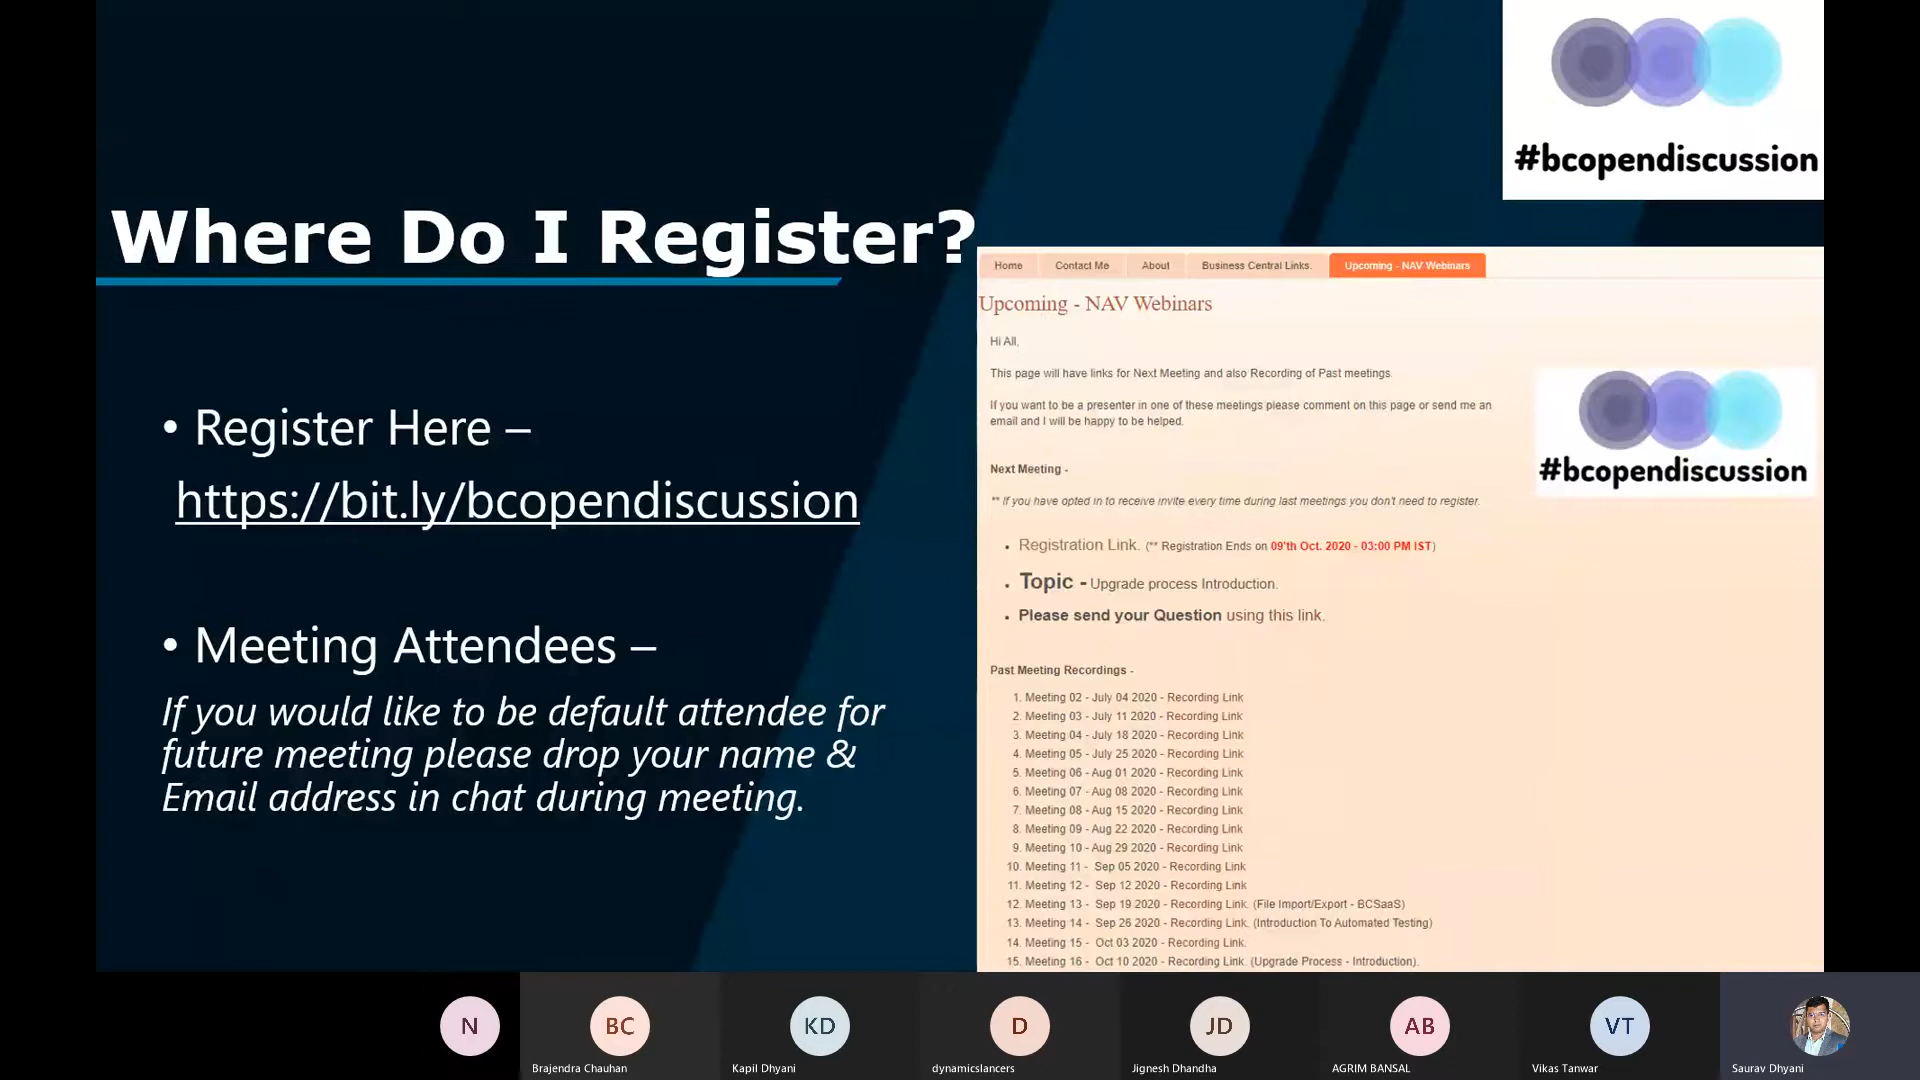 #bcopendiscussion
Where Do I Register?
• Register Here –
https://bit.ly/bcopendiscussion
• Meeting Attendees –
If you would like to be default attendee for
future meeting please drop your name &
Email address in chat during meeting.
Home Contact Me About Business Central Links. Upcoming - NAV Webinars
Upcoming - NAV Webinars
Hi All,
This page will have links for Next Meeting and also Recording of Past meetings.
If you want to be a presenter in one of these meetings please comment on this page or send me an
email and I will be happy to be helped.
#bcopendiscussion
Next Meeting -
** If you have opted in to receive invite every time during last meetings you don't need to register.
• Registration Link. (** Registration Ends on 09'th Oct. 2020 - 03:00 PM IST)
• Topic - Upgrade process Introduction.
• Please send your Question using this link.
Past Meeting Recordings -
1. Meeting 02 - July 04 2020 - Recording Link
2. Meeting 03 - July 11 2020 - Recording Link
3. Meeting 04 - July 18 2020 - Recording Link
4. Meeting 05 - July 25 2020 - Recording Link
5. Meeting 06 - Aug 01 2020 - Recording Link
6. Meeting 07 - Aug 08 2020 - Recording Link
7. Meeting 08 - Aug 15 2020 - Recording Link
8. Meeting 09 - Aug 22 2020 - Recording Link
9. Meeting 10 - Aug 29 2020 - Recording Link
10. Meeting 11 - Sep 05 2020 - Recording Link
11. Meeting 12 - Sep 12 2020 - Recording Link
12. Meeting 13 - Sep 19 2020 - Recording Link. (File Import/Export - BCSaaS)
13. Meeting 14 - Sep 26 2020 - Recording Link. (Introduction To Automated Testing)
14. Meeting 15 - Oct 03 2020 - Recording Link.
15. Meeting 16 - Oct 10 2020 - Recording Link. (Upgrade Process - Introduction).
N BC KD D JD AB VT
Brajendra Chauhan Kapil Dhyani dynamicslancers Jignesh Dhandha AGRIM BANSAL Vikas Tanwar Saurav Dhyani